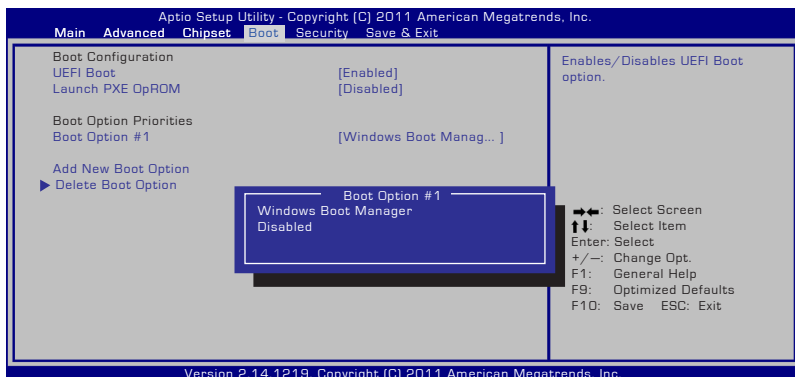 Aptio Setup Utility - Copyright (C) 2011 American Megatrends, Inc.
Main Advanced Chipset Boot Security Save & Exit
Boot Configuration
UEFI Boot [Enabled]
Launch PXE OpROM [Disabled]
Boot Option Priorities
Boot Option #1 [Windows Boot Manag... ]
Add New Boot Option
Delete Boot Option
Boot Option #1
Windows Boot Manager
Disabled
Enables/Disables UEFI Boot
option.
→←: Select Screen
↑↓: Select Item
Enter: Select
+/—: Change Opt.
F1: General Help
F9: Optimized Defaults
F10: Save ESC: Exit
Version 2.14.1219. Copyright (C) 2011 American Megatrends, Inc.